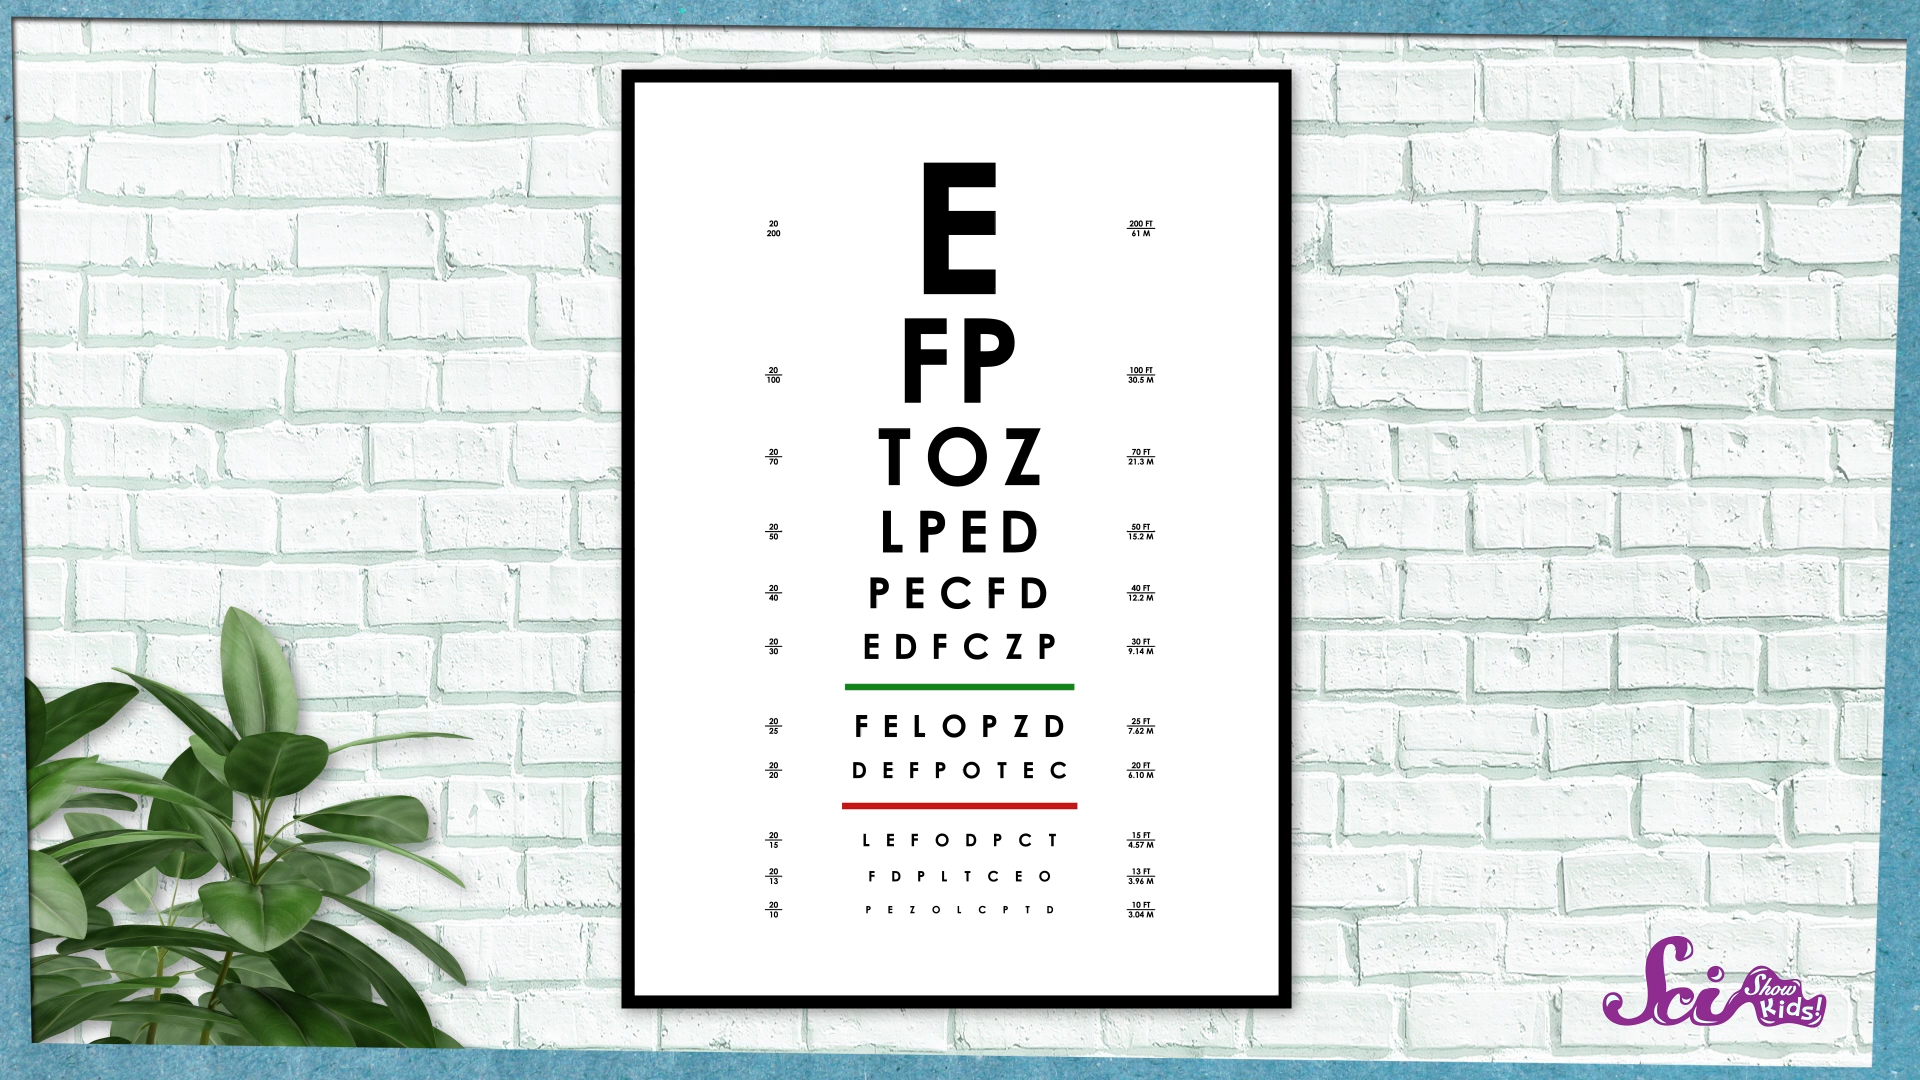 20
200
E
200 FT
61 M
20
100
FP
100 FT
30.5 M
20
70
TOZ
70 FT
21.3 M
20
50
LPED
50 FT
15.2 M
20
40
PECFD
40 FT
12.2 M
20
30
EDFCZP
30 FT
9.14 M
20
25
FELOPZD
25 FT
7.62 M
20
20
DEFPOTEC
20 FT
6.10 M
20
15
LEFODPCT
15 FT
4.57 M
20
13
FDPLTCEO
13 FT
3.96 M
20
10
PEZOLCPTD
10 FT
3.04 M
Sci Show
Kids!